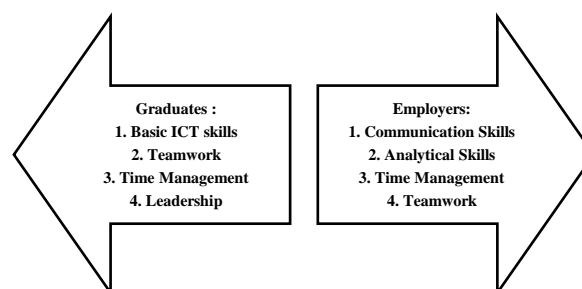 Graduates :
1. Basic ICT skills
2. Teamwork
3. Time Management
4. Leadership
Employers:
1. Communication Skills
2. Analytical Skills
3. Time Management
4. Teamwork